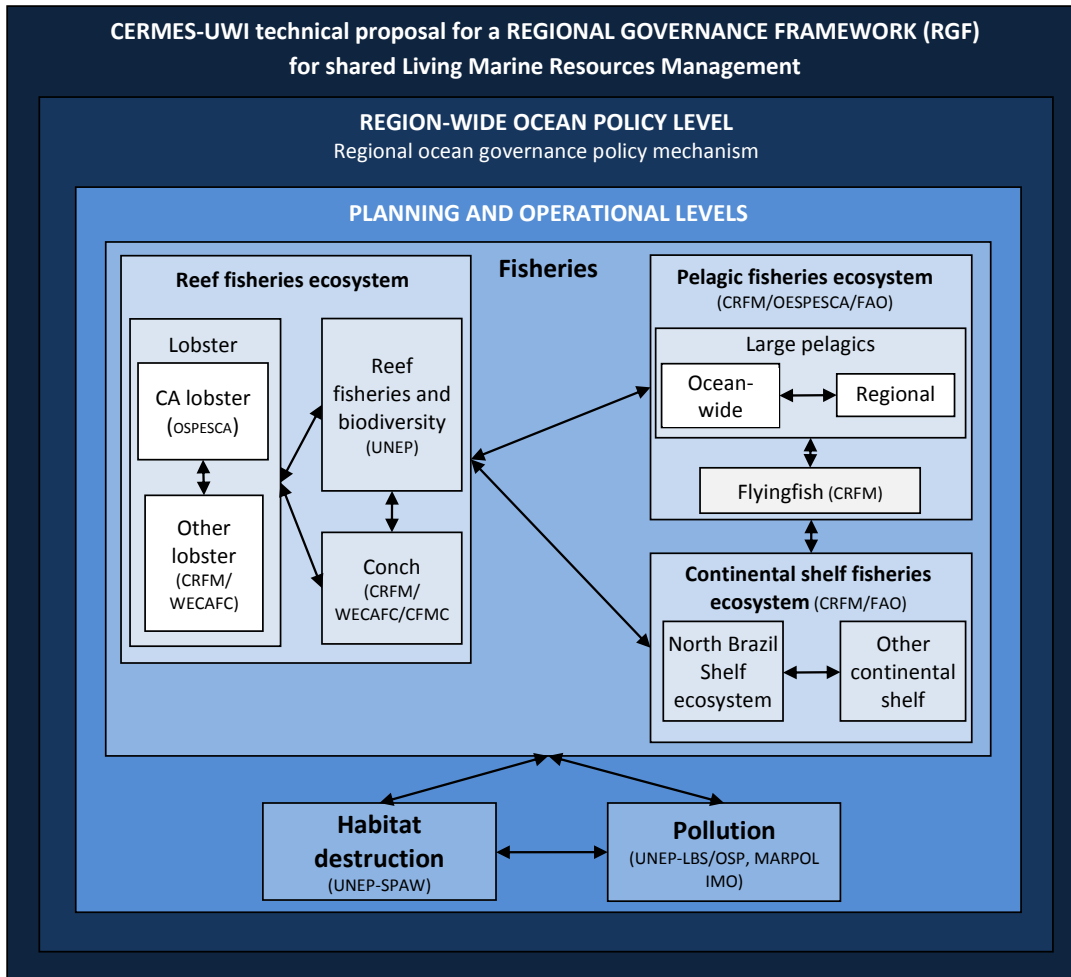 CERMES-UWI technical proposal for a REGIONAL GOVERNANCE FRAMEWORK (RGF)
for shared Living Marine Resources Management
REGION-WIDE OCEAN POLICY LEVEL
Regional ocean governance policy mechanism
PLANNING AND OPERATIONAL LEVELS
Fisheries
Reef fisheries ecosystem
Lobster
CA lobster
(OSPESCA)
Other
lobster
(CRFM/
WECAFC)
Reef
fisheries and
biodiversity
(UNEP)
Conch
(CRFM/
WECAFC/CFMC
Pelagic fisheries ecosystem
(CRFM/OESPESCA/FAO)
Large pelagics
Ocean-
wide
Regional
Flyingfish (CRFM)
Continental shelf fisheries
ecosystem (CRFM/FAO)
North Brazil
Shelf
ecosystem
Other
continental
shelf
Habitat
destruction
(UNEP-SPAW)
Pollution
(UNEP-LBS/OSP, MARPOL
IMO)